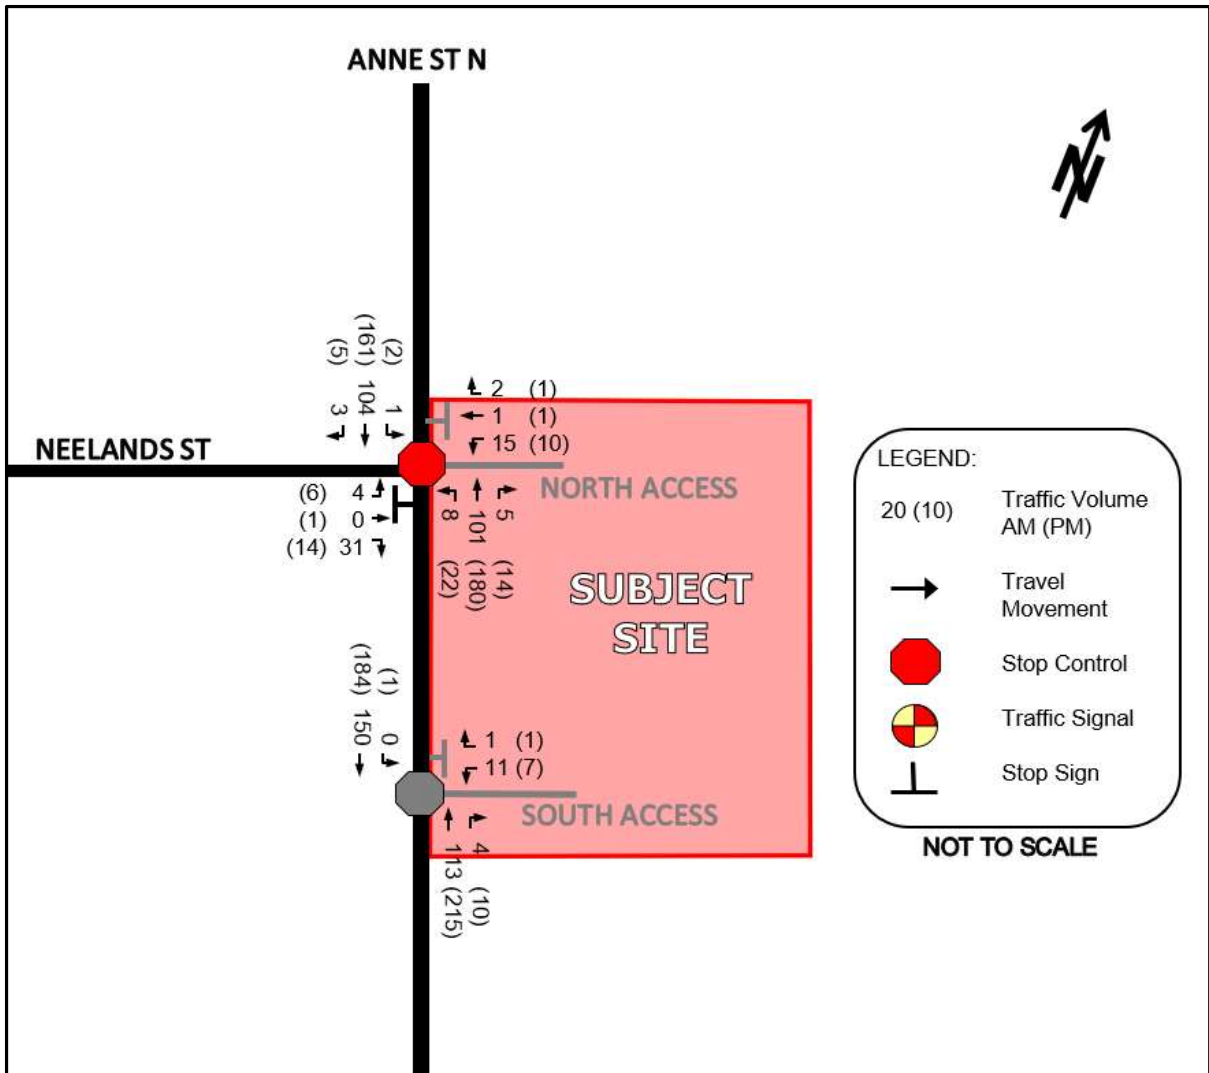 ANNE ST N
N
(5) (161) (2)
3 104 1
2 (1)
1 (1)
15 (10)
NEELANDS ST
NORTH ACCESS
(6) 4
(1) 0
(14) 31
8 101 5
(22) (180) (14)
SUBJECT
SITE
(184) (1)
150 0
1 (1)
11 (7)
SOUTH ACCESS
113 (215)
4 (10)
LEGEND:
20 (10) Traffic Volume
AM (PM)
Travel
Movement
Stop Control
Traffic Signal
Stop Sign
NOT TO SCALE